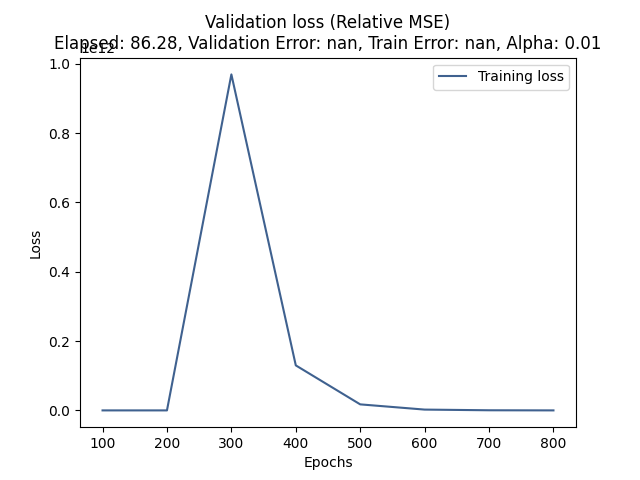 Validation loss (Relative MSE)
Elapsed: 86.28, Validation Error: nan, Train Error: nan, Alpha: 0.01
1e12
1.0
0.8
0.6
0.4
0.2
0.0
Loss
Training loss
100 200 300 400 500 600 700 800
Epochs